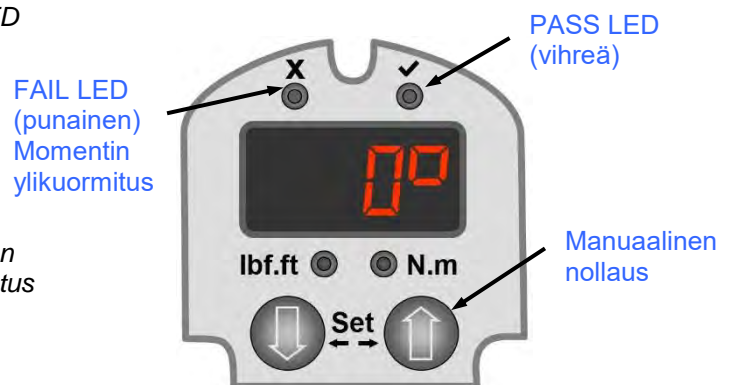 D
PASS LED
(vihreä)
X ✓
FAIL LED
(punainen)
Momentin
ylikuormitus
0°
n
tus
lbf.ft N.m
Manuaalinen
nollaus
Set